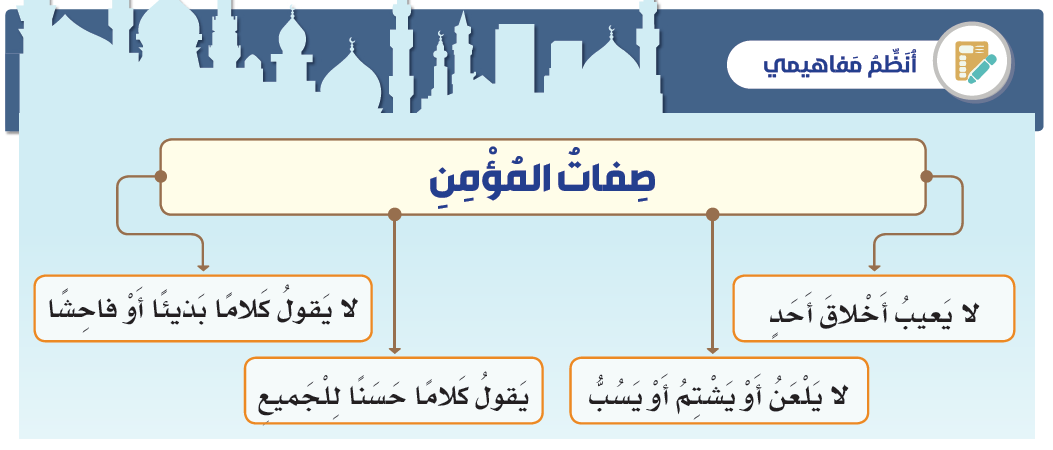 أُنَظِّمُ مَفاهيمي
صِفاتُ المُؤْمِنِ
لا يَعيبُ أَخْلاقَ أَحَدٍ
لا يَلْعَنُ أَوْ يَشْتِمُ أَوْ يَسُبُّ
يَقولُ كَلامًا حَسَنًا لِلْجَميعِ
لا يَقولُ كَلامًا بَذيئًا أَوْ فاحِشًا